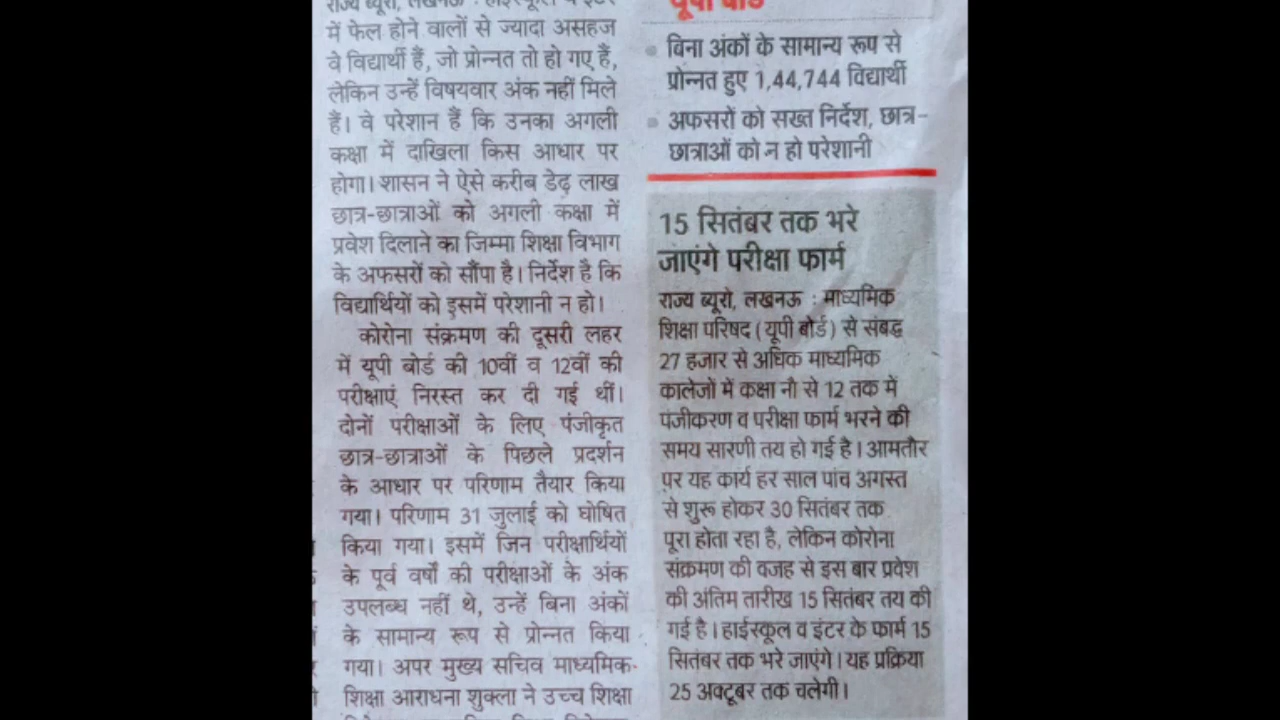 राज्य ब्यूरो, लखनऊ : हाईस्कूल व इंटर
में फेल होने वालों से ज्यादा असहज
वे विद्यार्थी हैं, जो प्रोन्नत तो हो गए हैं,
लेकिन उन्हें विषयवार अंक नहीं मिले
हैं। वे परेशान हैं कि उनका अगली
कक्षा में दाखिला किस आधार पर
होगा। शासन ने ऐसे करीब डेढ़ लाख
छात्र-छात्राओं को अगली कक्षा में
प्रवेश दिलाने का जिम्मा शिक्षा विभाग
के अफसरों को सौंपा है। निर्देश है कि
विद्यार्थियों को इसमें परेशानी न हो।
कोरोना संक्रमण की दूसरी लहर
में यूपी बोर्ड की 10वीं व 12वीं की
परीक्षाएं निरस्त कर दी गई थीं।
दोनों परीक्षाओं के लिए पंजीकृत
छात्र-छात्राओं के पिछले प्रदर्शन
के आधार पर परिणाम तैयार किया
गया। परिणाम 31 जुलाई को घोषित
किया गया। इसमें जिन परीक्षार्थियों
के पूर्व वर्षों की परीक्षाओं के अंक
उपलब्ध नहीं थे, उन्हें बिना अंकों
के सामान्य रूप से प्रोन्नत किया
गया। अपर मुख्य सचिव माध्यमिक
शिक्षा आराधना शुक्ला ने उच्च शिक्षा
यूपी बोर्ड
बिना अंकों के सामान्य रूप से
प्रोन्नत हुए 1,44,744 विद्यार्थी
अफसरों को सख्त निर्देश, छात्र-
छात्राओं को न हो परेशानी
15 सितंबर तक भरे
जाएंगे परीक्षा फार्म
राज्य ब्यूरो, लखनऊ : माध्यमिक
शिक्षा परिषद (यूपी बोर्ड) से संबद्ध
27 हजार से अधिक माध्यमिक
कालेजों में कक्षा नौ से 12 तक में
पंजीकरण व परीक्षा फार्म भरने की
समय सारणी तय हो गई है। आमतौर
पर यह कार्य हर साल पांच अगस्त
से शुरू होकर 30 सितंबर तक
पूरा होता रहा है, लेकिन कोरोना
संक्रमण की वजह से इस बार प्रवेश
की अंतिम तारीख 15 सितंबर तय की
गई है। हाईस्कूल व इंटर के फार्म 15
सितंबर तक भरे जाएंगे। यह प्रक्रिया
25 अक्टूबर तक चलेगी।